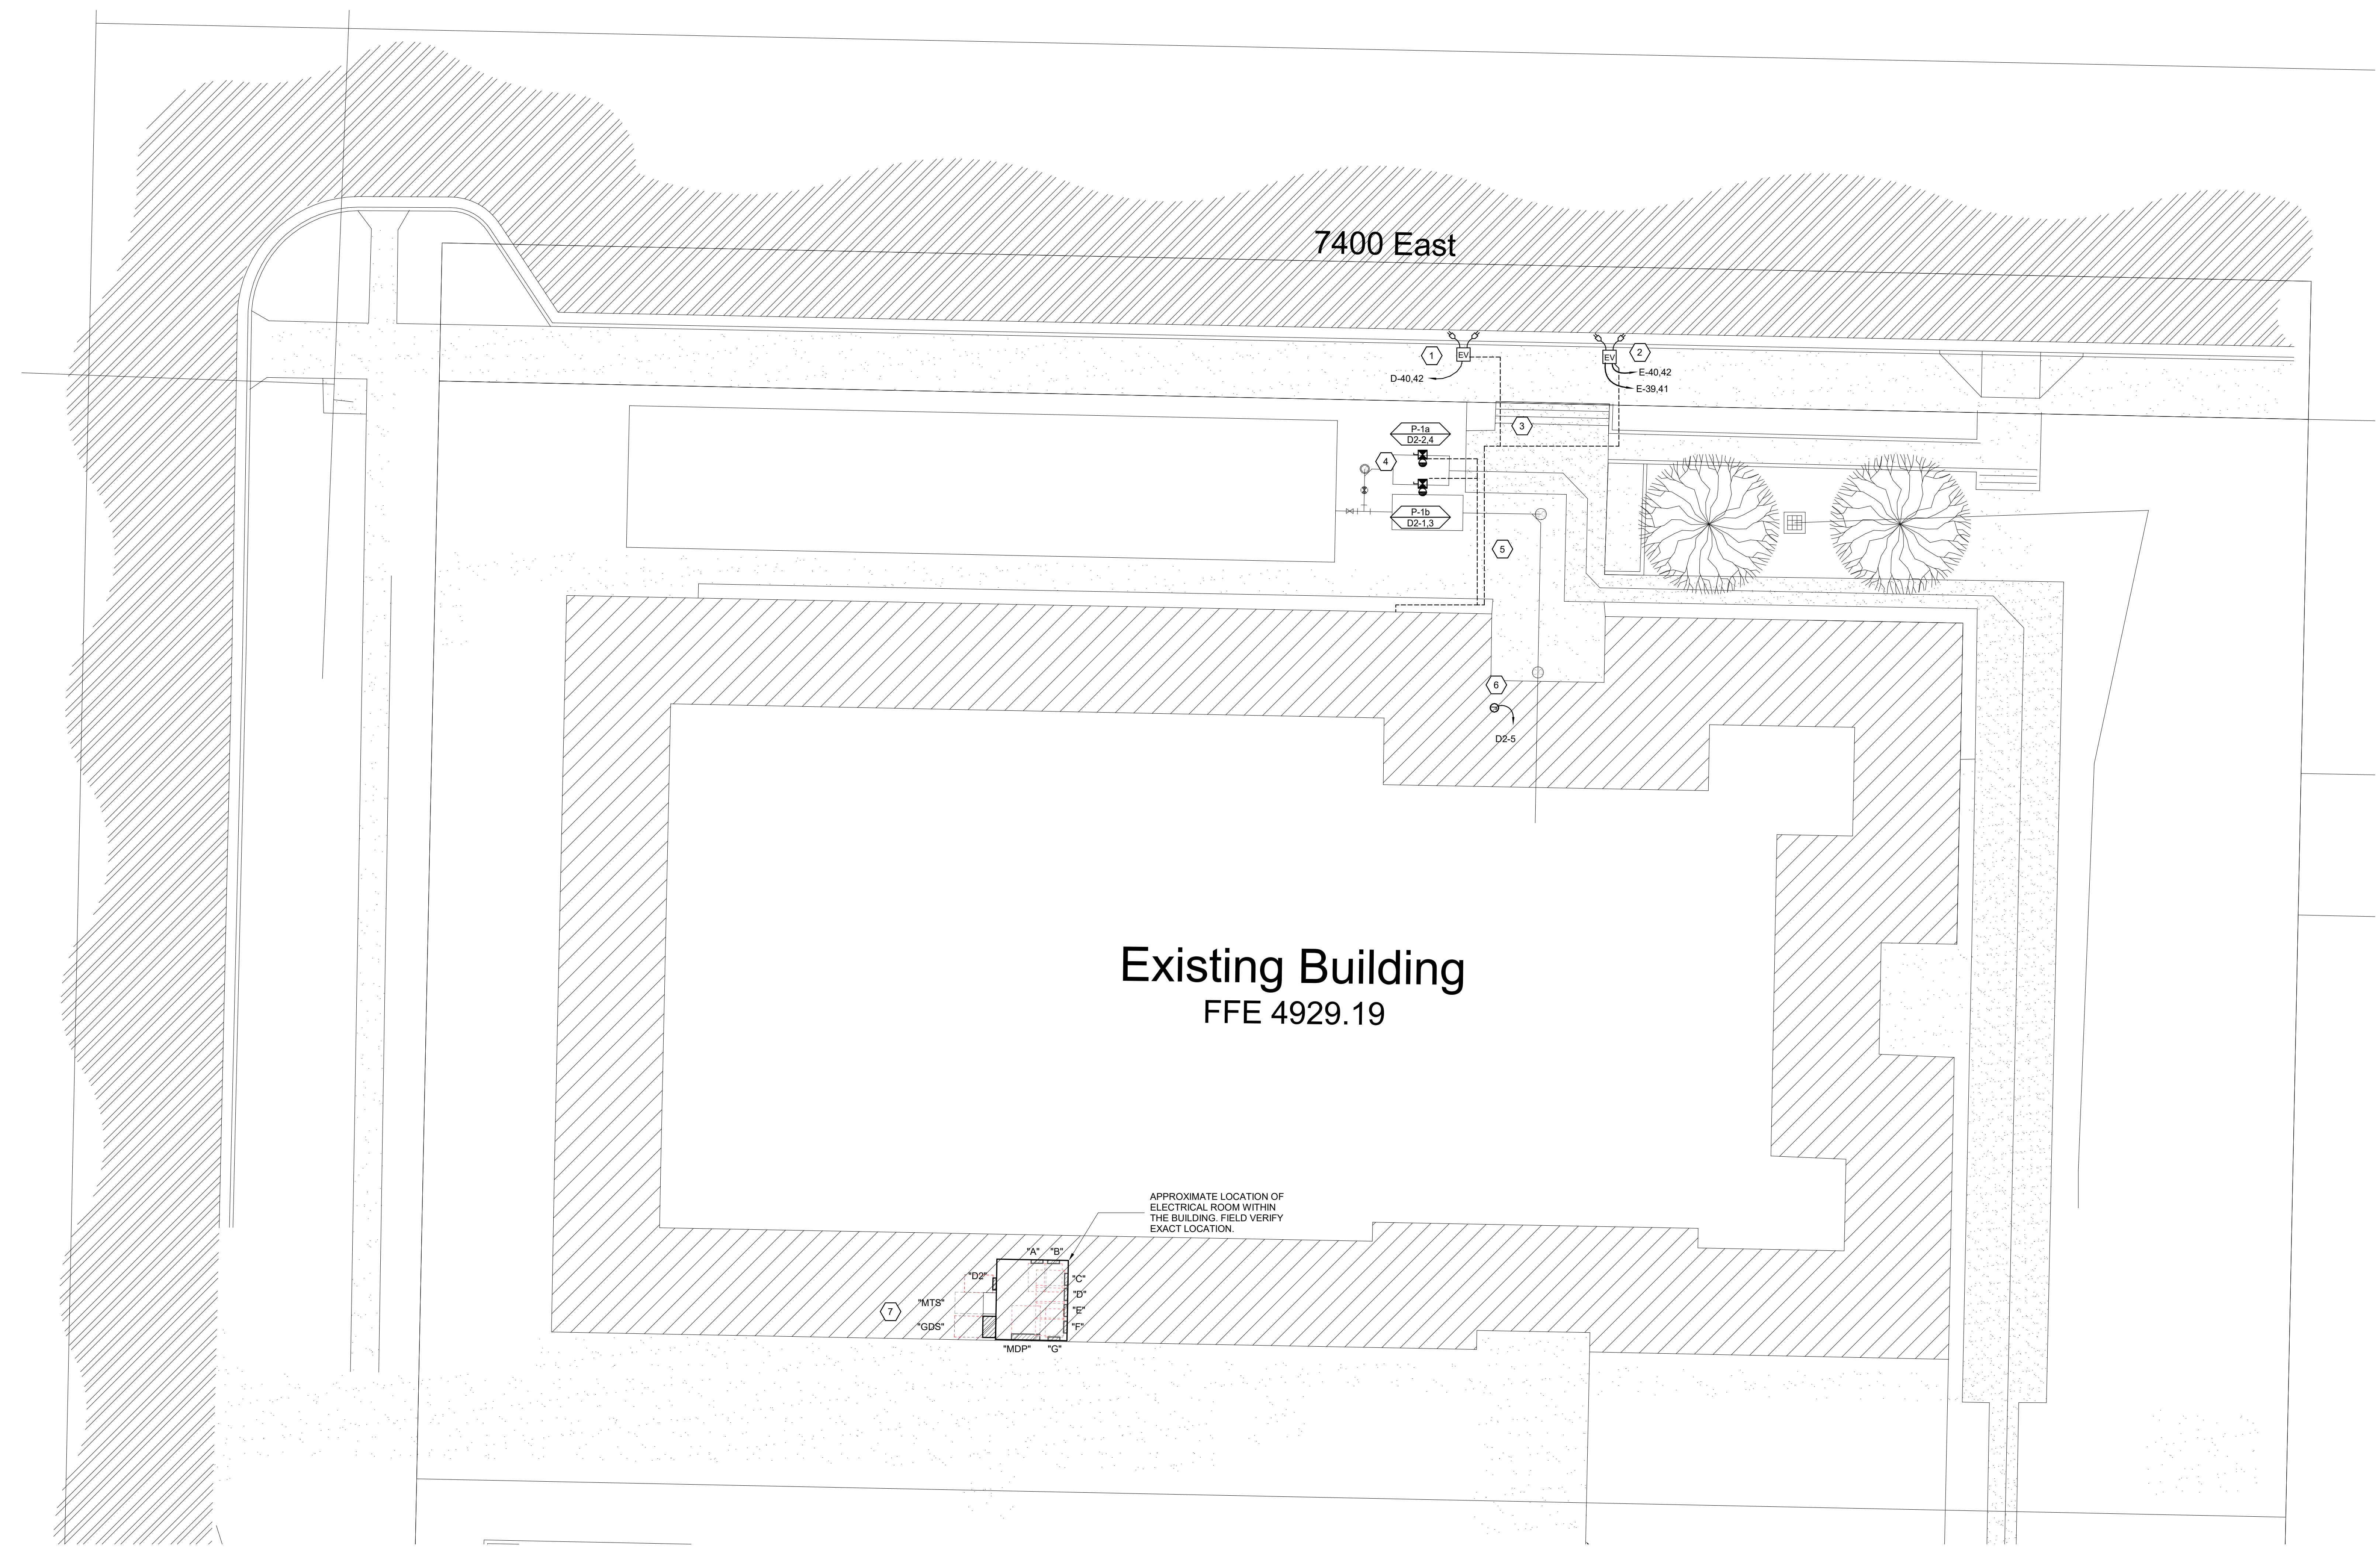 7400 East
1
EV
2
EV
D-40,42
E-40,42
E-39,41
3
P-1a
D2-2,4
4
P-1b
D2-1,3
5
6
D2-5
Existing Building
FFE 4929.19
APPROXIMATE LOCATION OF
ELECTRICAL ROOM WITHIN
THE BUILDING. FIELD VERIFY
EXACT LOCATION.
"A" "B"
"D2"
"C"
"D"
"MTS"
7
"E"
"GDS"
"F"
"MDP" "G"